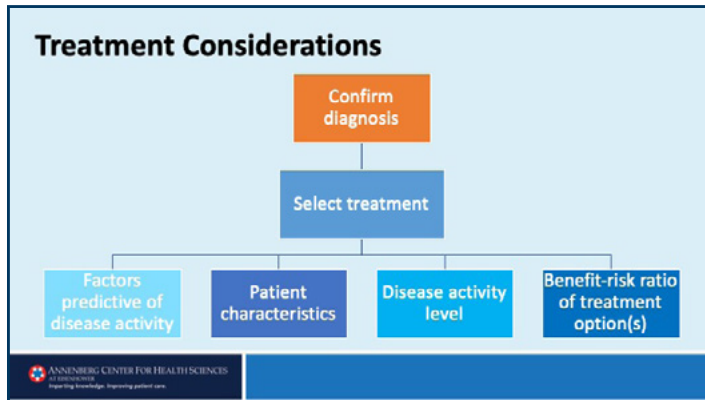 Treatment Considerations
Confirm
diagnosis
Select treatment
Factors
predictive of
disease activity
Patient
characteristics
Disease activity
level
Benefit-risk ratio
of treatment
option(s)
ANNENBERG CENTER FOR HEALTH SCIENCES
AT EISENHOWER
Imparting knowledge. Improving patient care.